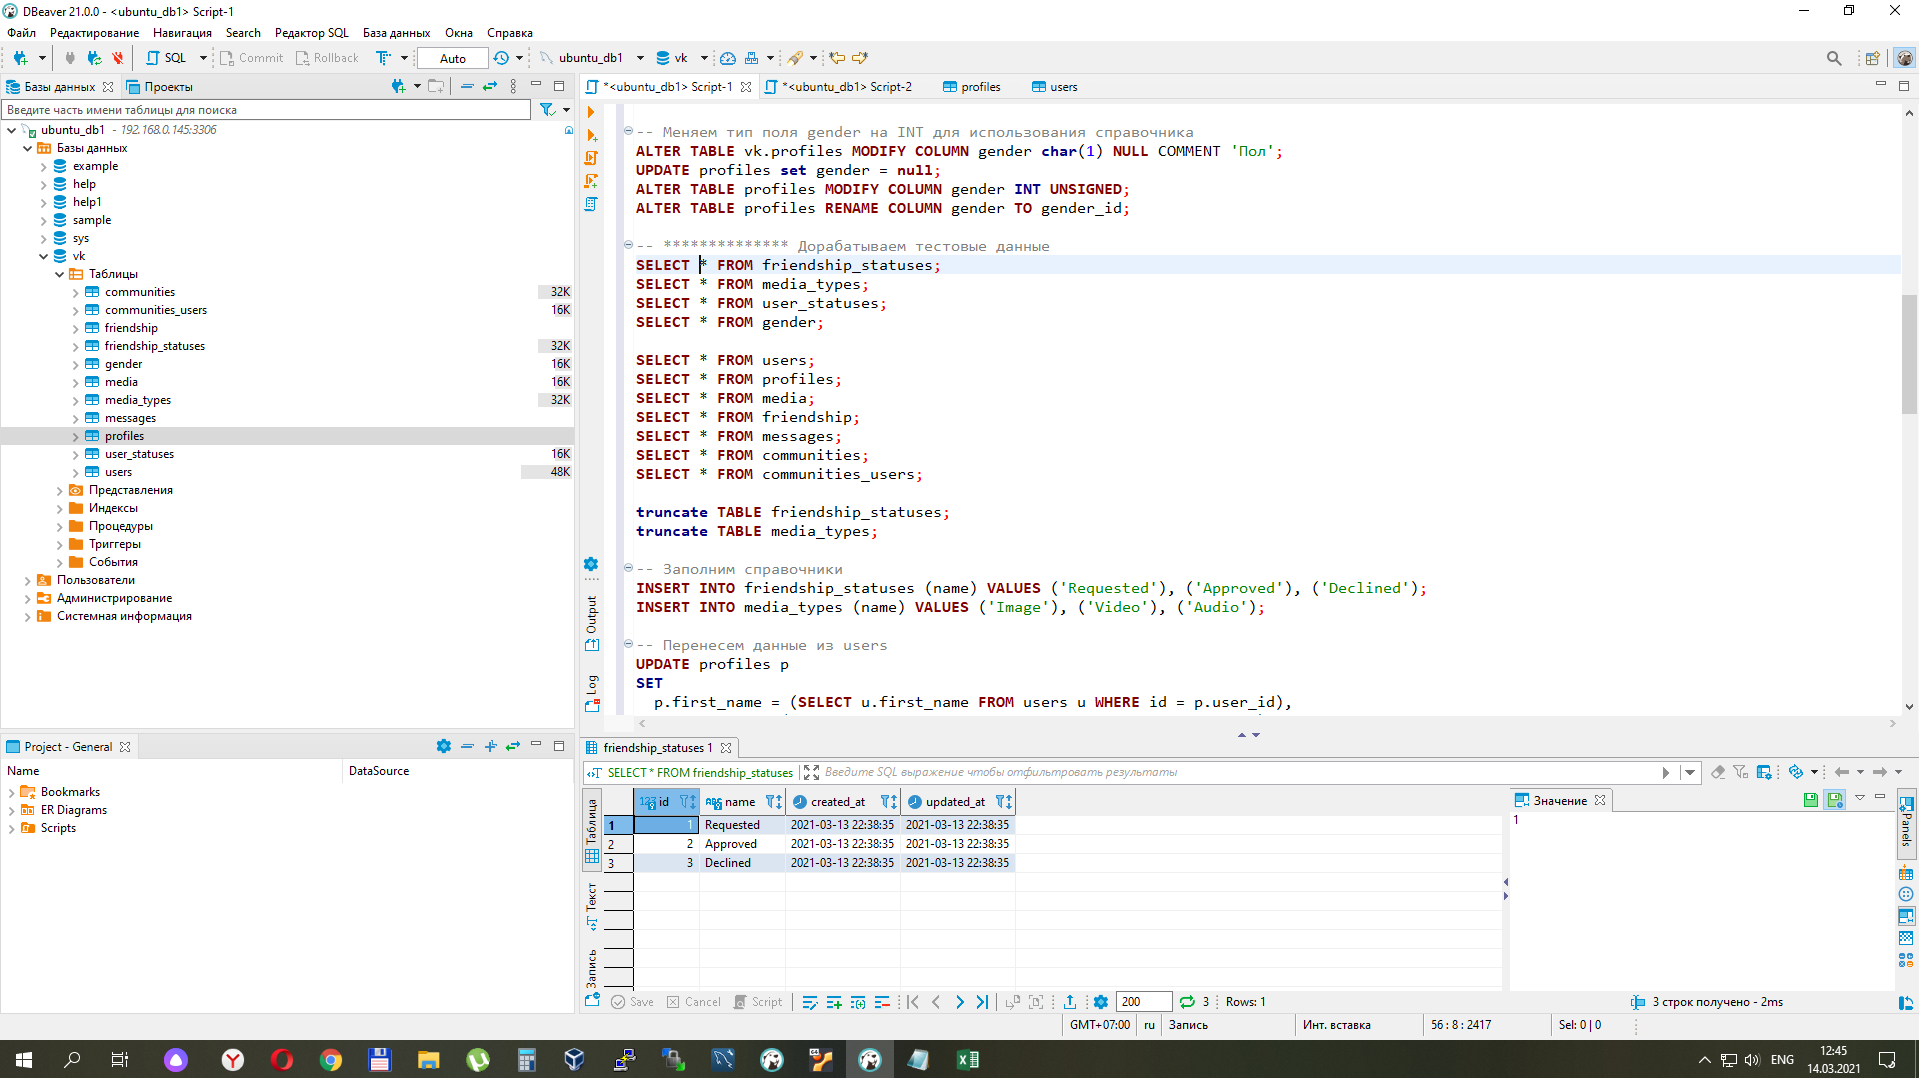 DBeaver 21.0.0 - <ubuntu_db1> Script-1
Файл Редактирование Навигация Search Редактор SQL База данных Окна Справка
SQL Commit Rollback Auto ubuntu_db1 vk
Базы данных Проекты
Введите часть имени таблицы для поиска
ubuntu_db1 - 192.168.0.145:3306
Базы данных
example
help
help1
sample
sys
vk
Таблицы
communities 32K
communities_users 16K
friendship
friendship_statuses 32K
gender 16K
media 16K
media_types 32K
messages
profiles
user_statuses 16K
users 48K
Представления
Индексы
Процедуры
Триггеры
События
Пользователи
Администрирование
Системная информация
Project - General
Name DataSource
Bookmarks
ER Diagrams
Scripts
*<ubuntu_db1> Script-1 *<ubuntu_db1> Script-2 profiles users
-- Меняем тип поля gender на INT для использования справочника
ALTER TABLE vk.profiles MODIFY COLUMN gender char(1) NULL COMMENT 'Пол';
UPDATE profiles set gender = null;
ALTER TABLE profiles MODIFY COLUMN gender INT UNSIGNED;
ALTER TABLE profiles RENAME COLUMN gender TO gender_id;
-- ************** Дорабатываем тестовые данные
SELECT * FROM friendship_statuses;
SELECT * FROM media_types;
SELECT * FROM user_statuses;
SELECT * FROM gender;
SELECT * FROM users;
SELECT * FROM profiles;
SELECT * FROM media;
SELECT * FROM friendship;
SELECT * FROM messages;
SELECT * FROM communities;
SELECT * FROM communities_users;
truncate TABLE friendship_statuses;
truncate TABLE media_types;
-- Заполним справочники
INSERT INTO friendship_statuses (name) VALUES ('Requested'), ('Approved'), ('Declined');
INSERT INTO media_types (name) VALUES ('Image'), ('Video'), ('Audio');
-- Перенесем данные из users
UPDATE profiles p
SET
p.first_name = (SELECT u.first_name FROM users u WHERE id = p.user_id),
Output
Log
friendship_statuses 1
SELECT * FROM friendship_statuses Введите SQL выражение чтобы отфильтровать результаты
Таблица
Текст
Запись
123 id ABC name created_at updated_at
1 1 Requested 2021-03-13 22:38:35 2021-03-13 22:38:35
2 2 Approved 2021-03-13 22:38:35 2021-03-13 22:38:35
3 3 Declined 2021-03-13 22:38:35 2021-03-13 22:38:35
Значение
1
Panels
Save Cancel Script 200 3 Rows: 1 3 строк получено - 2ms
GMT+07:00 ru Запись Инт. вставка 56 : 8 : 2417 Sel: 0 | 0
ENG
12:45
14.03.2021